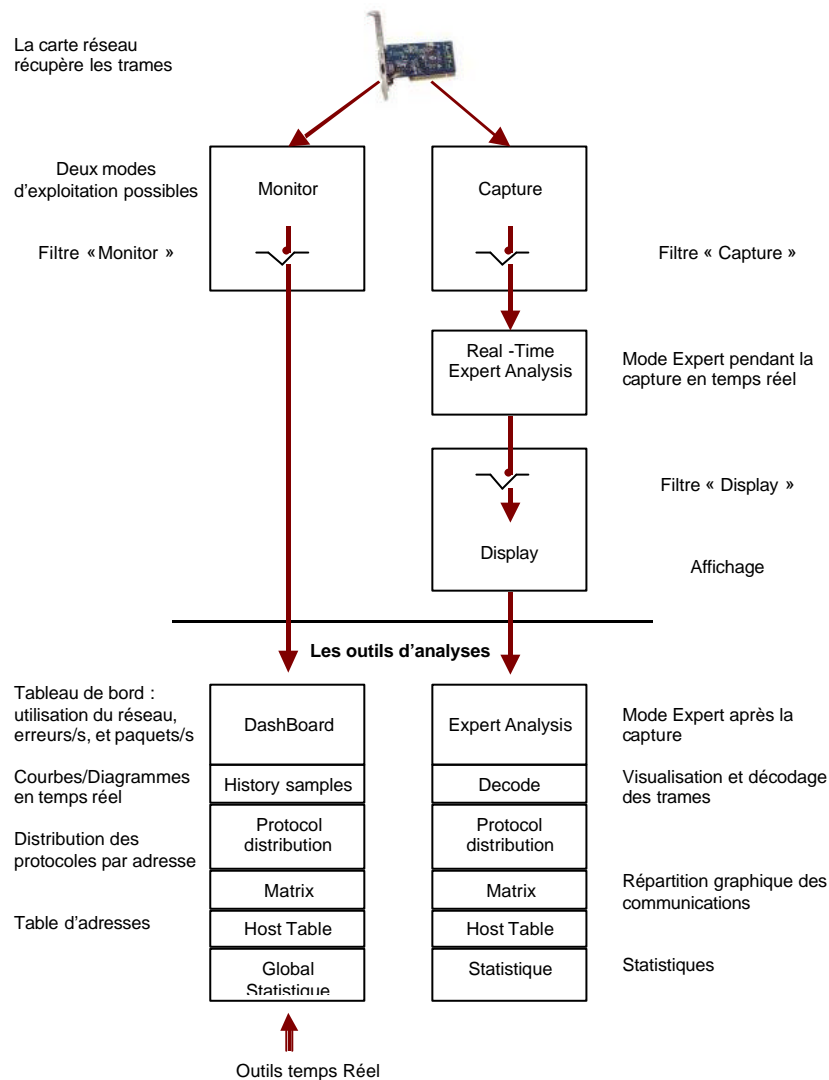 La carte réseau
récupère les trames
Deux modes
d'exploitation possibles
Monitor
Capture
Filtre « Monitor »
Filtre « Capture »
Real -Time
Expert Analysis
Mode Expert pendant la
capture en temps réel
Filtre « Display »
Display
Affichage
Les outils d'analyses
Tableau de bord :
utilisation du réseau,
erreurs/s, et paquets/s
DashBoard
Expert Analysis
Mode Expert après la
capture
Courbes/Diagrammes
en temps réel
History samples
Decode
Visualisation et décodage
des trames
Distribution des
protocoles par adresse
Protocol
distribution
Protocol
distribution
Matrix
Matrix
Répartition graphique des
communications
Table d'adresses
Host Table
Host Table
Global
Statistique
Statistique
Statistiques
Outils temps Réel